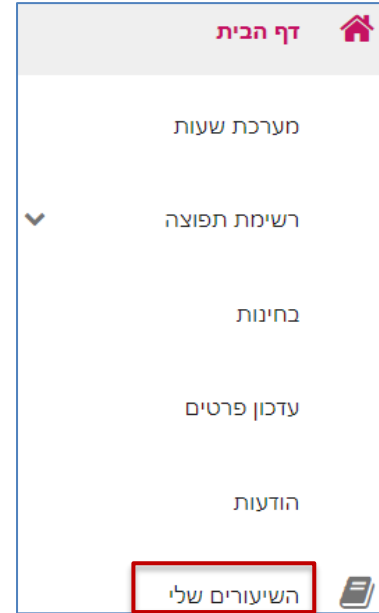 דף הבית
מערכת שעות
רשימת תפוצה
בחינות
עדכון פרטים
הודעות
השיעורים שלי